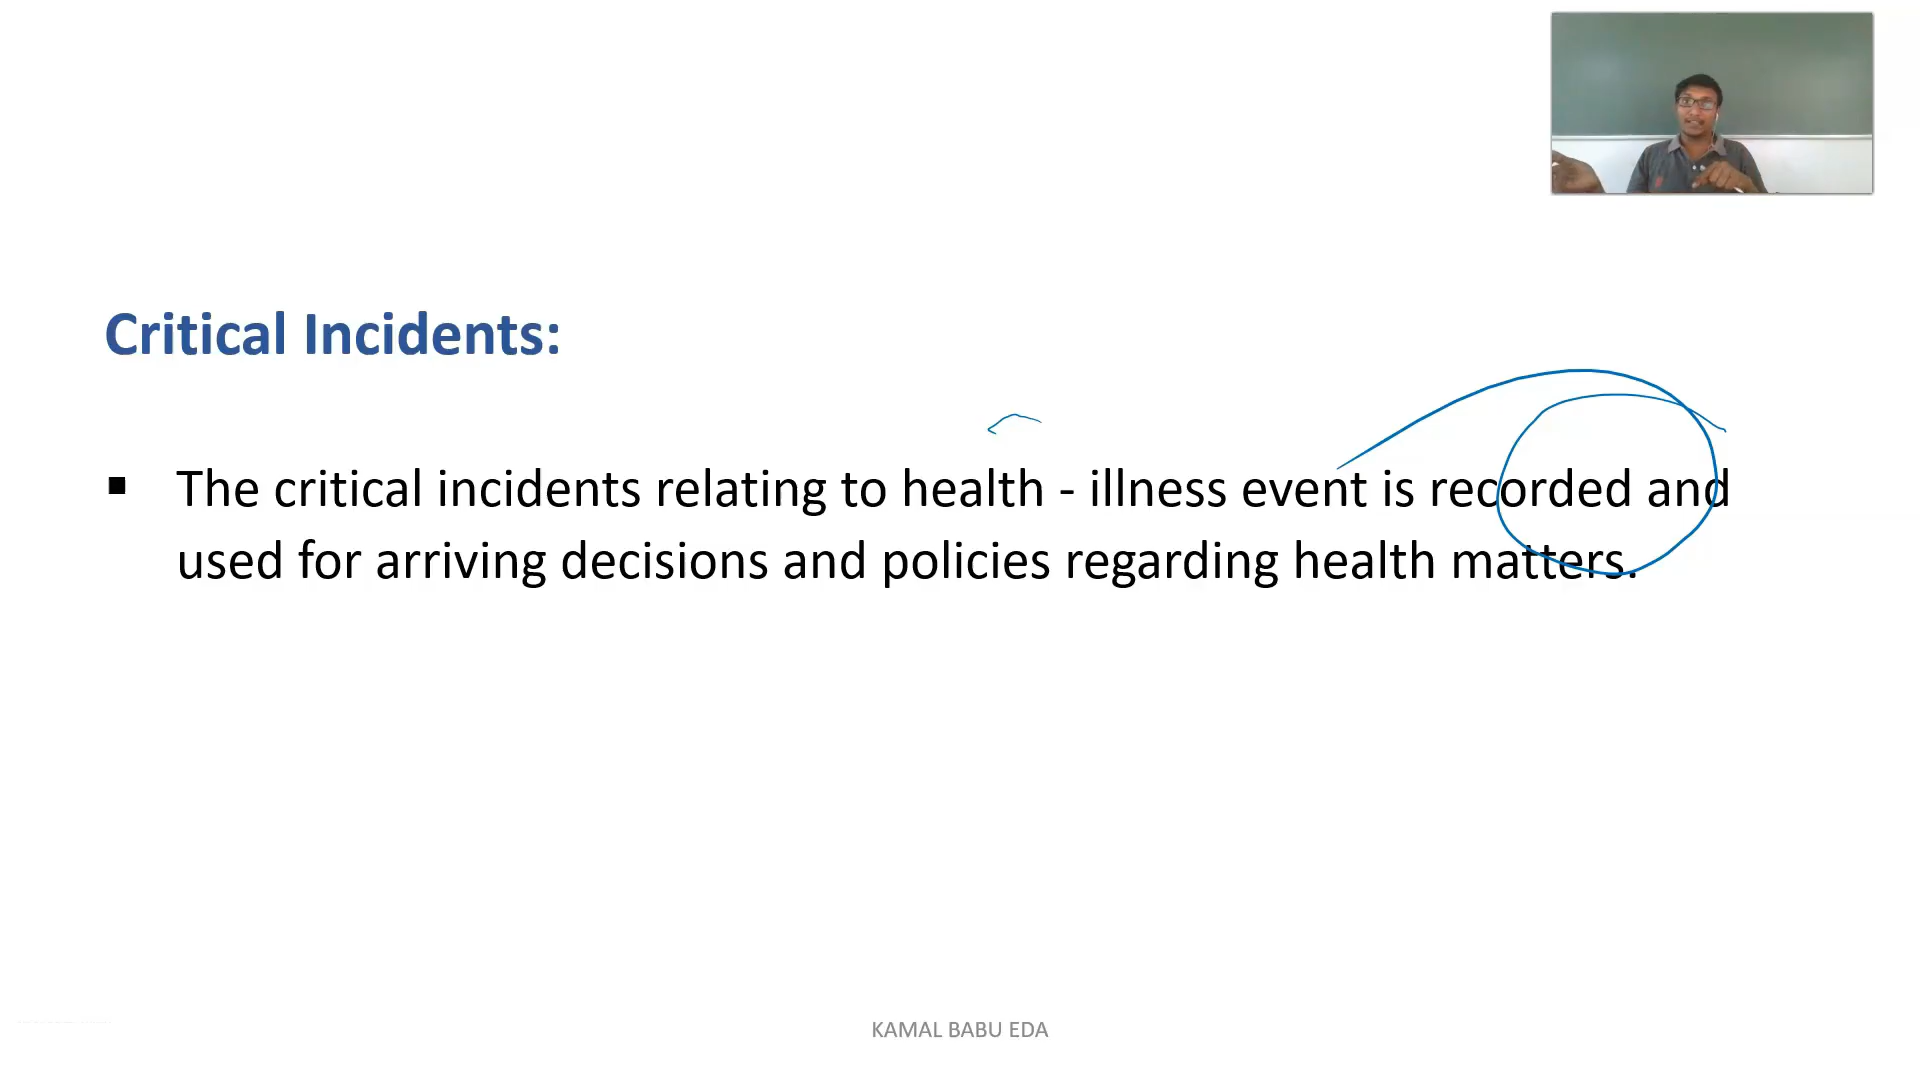 Critical Incidents:
▪ The critical incidents relating to health - illness event is recorded and
used for arriving decisions and policies regarding health matters.
KAMAL BABU EDA